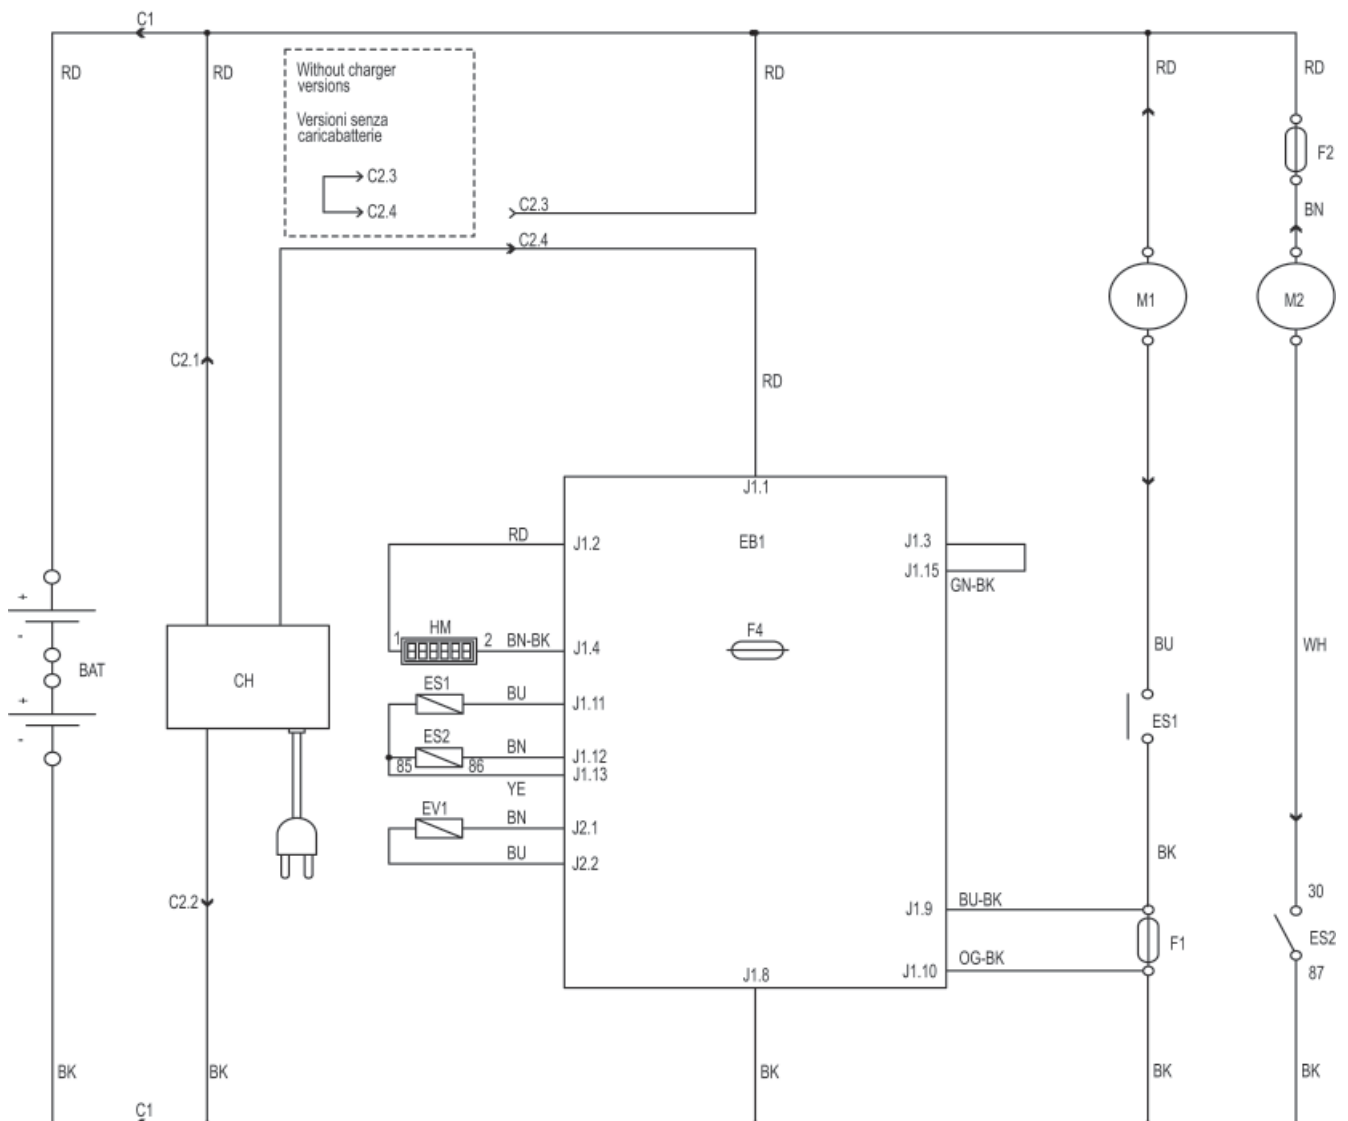 C1
RD
RD
RD
RD
RD
Without charger
versions
Versioni senza
caricabatterie
C2.3
C2.4
C2.3
C2.4
F2
BN
M1
M2
C2.1
RD
J1.1
RD
J1.2
EB1
J1.3
J1.15
GN-BK
+
-
BAT
+
-
CH
1
HM
2
BN-BK
J1.4
F4
ES1
BU
J1.11
ES2
BN
J1.12
85
86
J1.13
YE
EV1
BN
J2.1
BU
J2.2
BU
WH
ES1
BK
C2.2
J1.9
BU-BK
30
F1
ES2
J1.10
OG-BK
87
J1.8
BK
BK
BK
BK
BK
C1